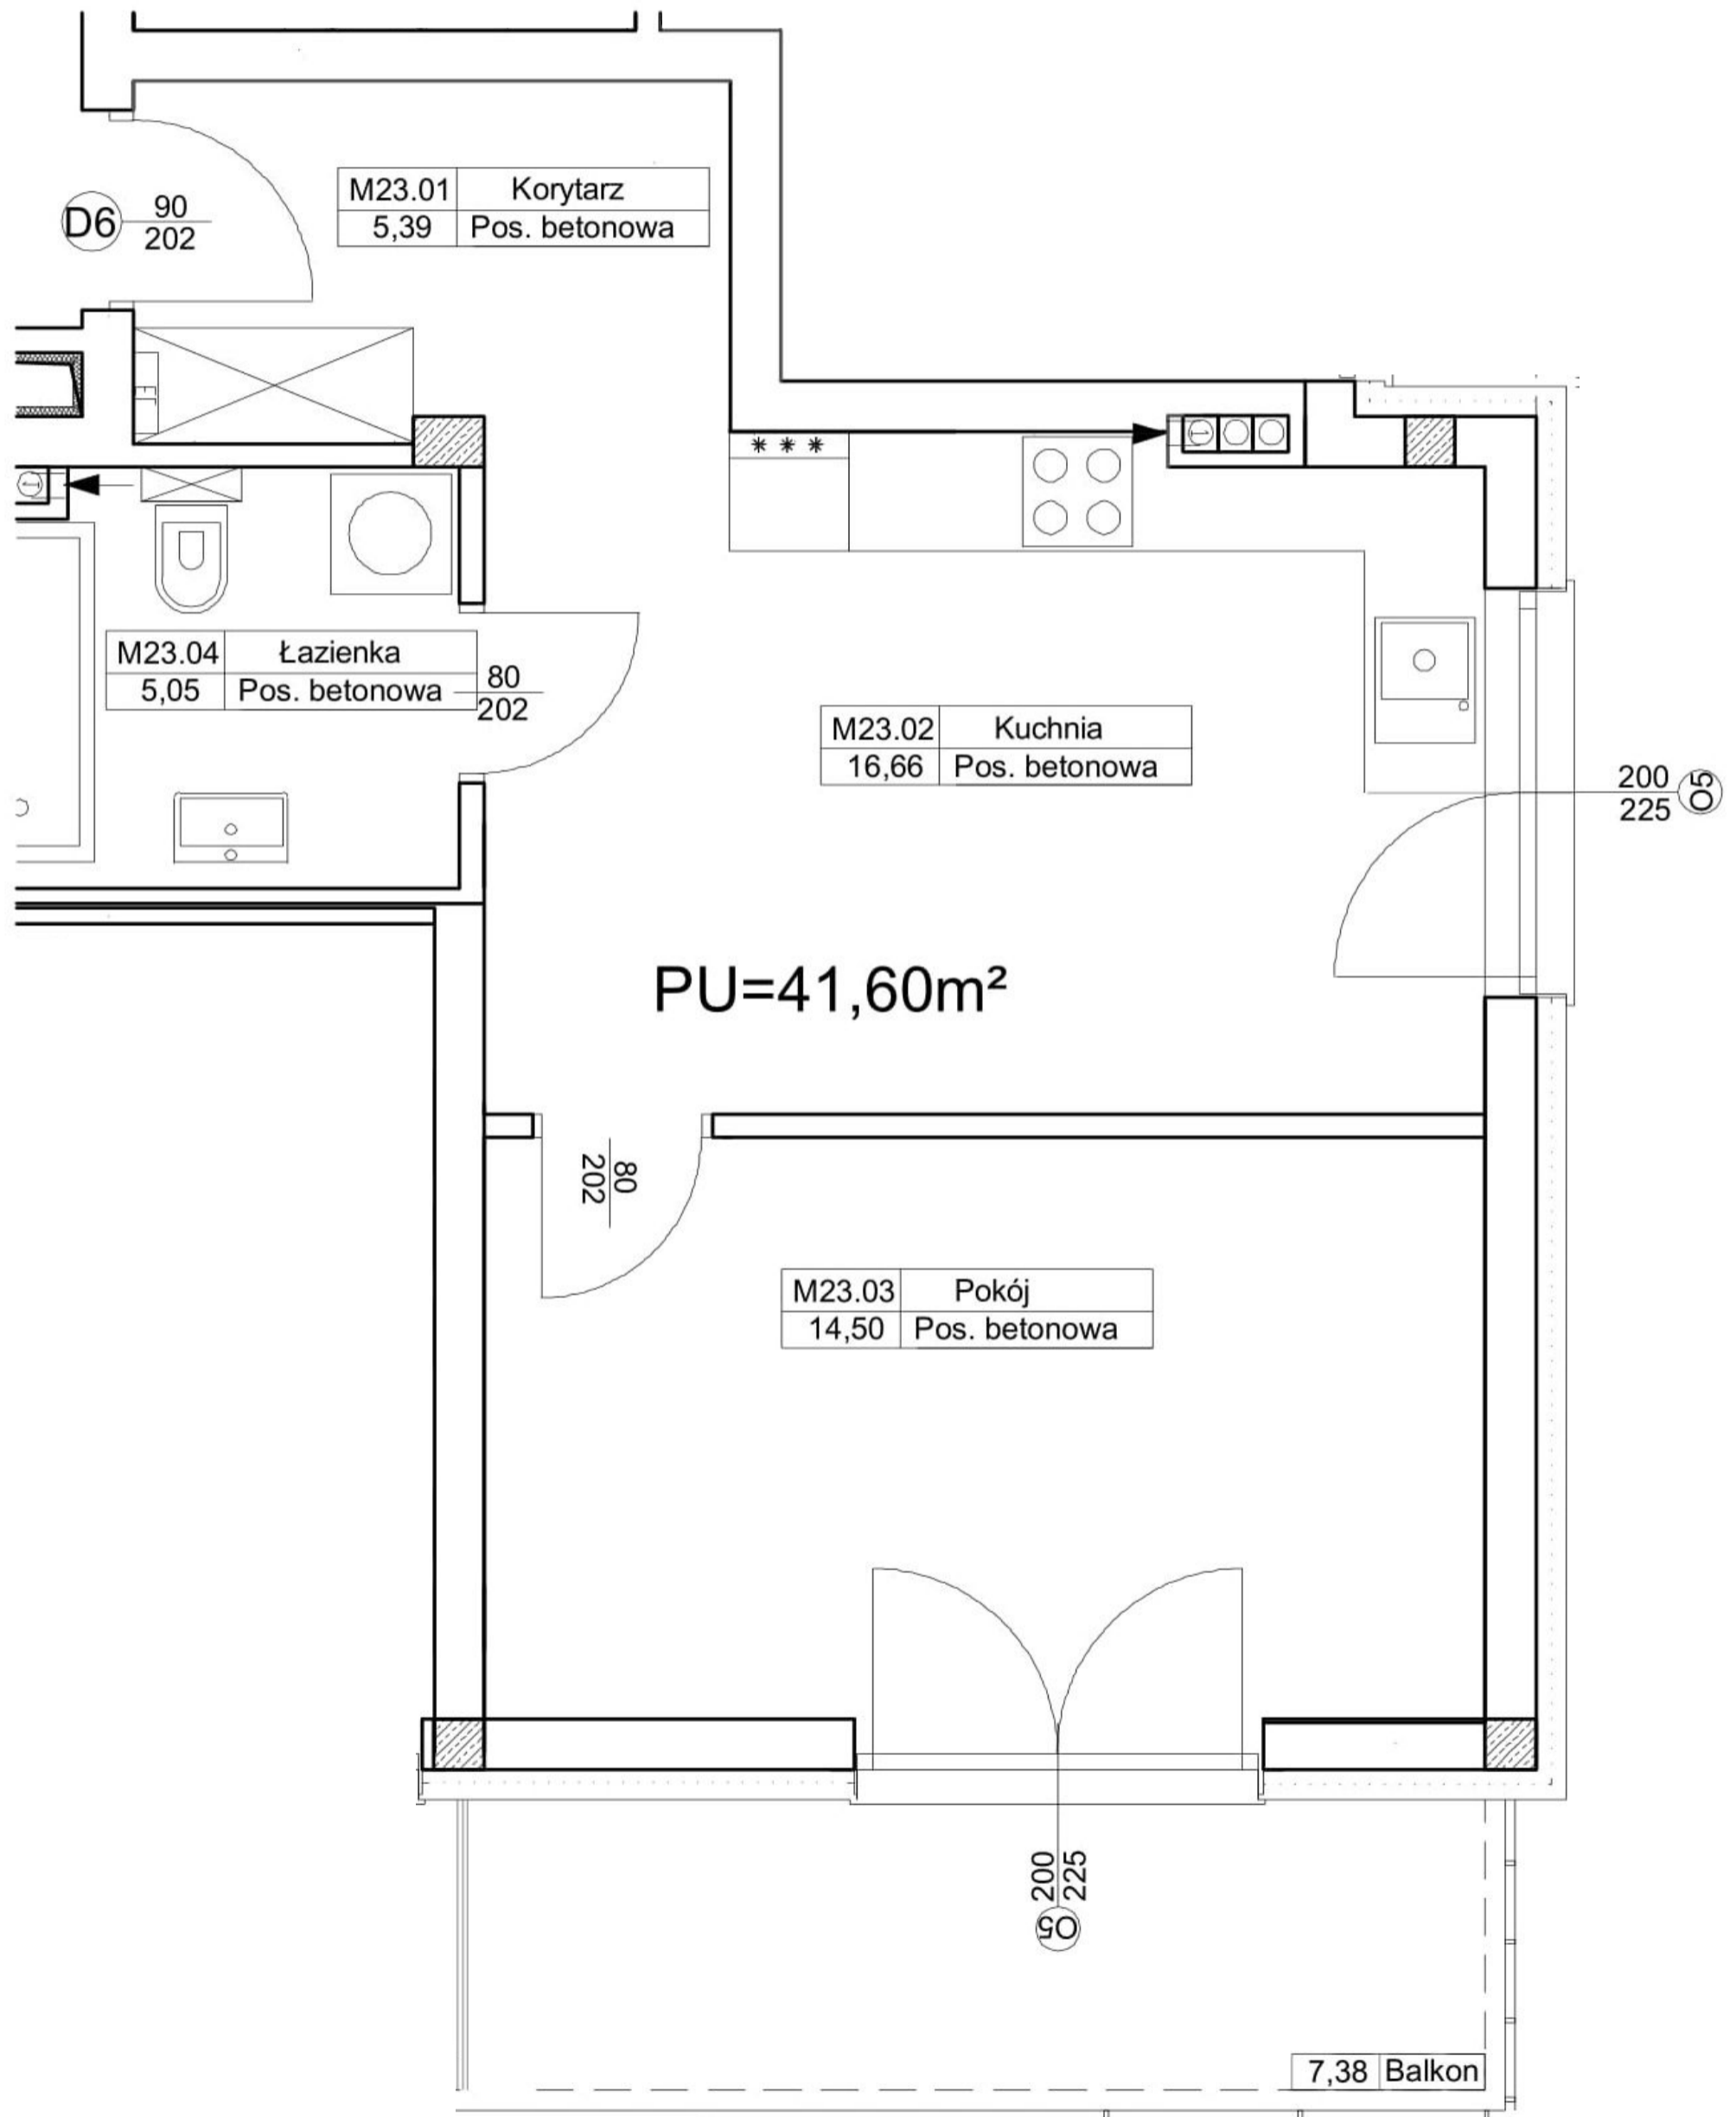 M23.01 Korytarz
5,39 Pos. betonowa
D6 90
202
M23.04 Łazienka
5,05 Pos. betonowa
80
202
M23.02 Kuchnia
16,66 Pos. betonowa
200
225
O5
PU=41,60m²
80
202
M23.03 Pokój
14,50 Pos. betonowa
200
225
O5
7,38 Balkon